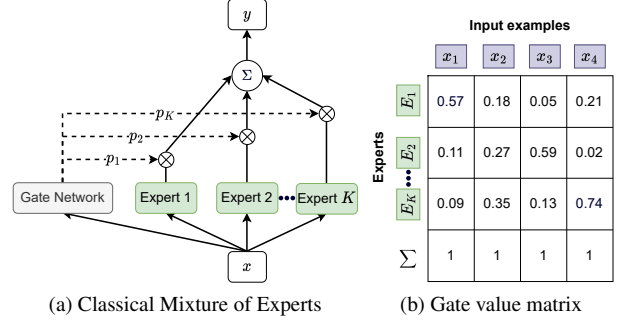 y
Σ
p_K
p_2
p_1
Gate Network
Expert 1
Expert 2
Expert K
x
(a) Classical Mixture of Experts
Input examples
x_1 x_2 x_3 x_4
Experts
E_1 0.57 0.18 0.05 0.21
E_2 0.11 0.27 0.59 0.02
E_K 0.09 0.35 0.13 0.74
Σ 1 1 1 1
(b) Gate value matrix